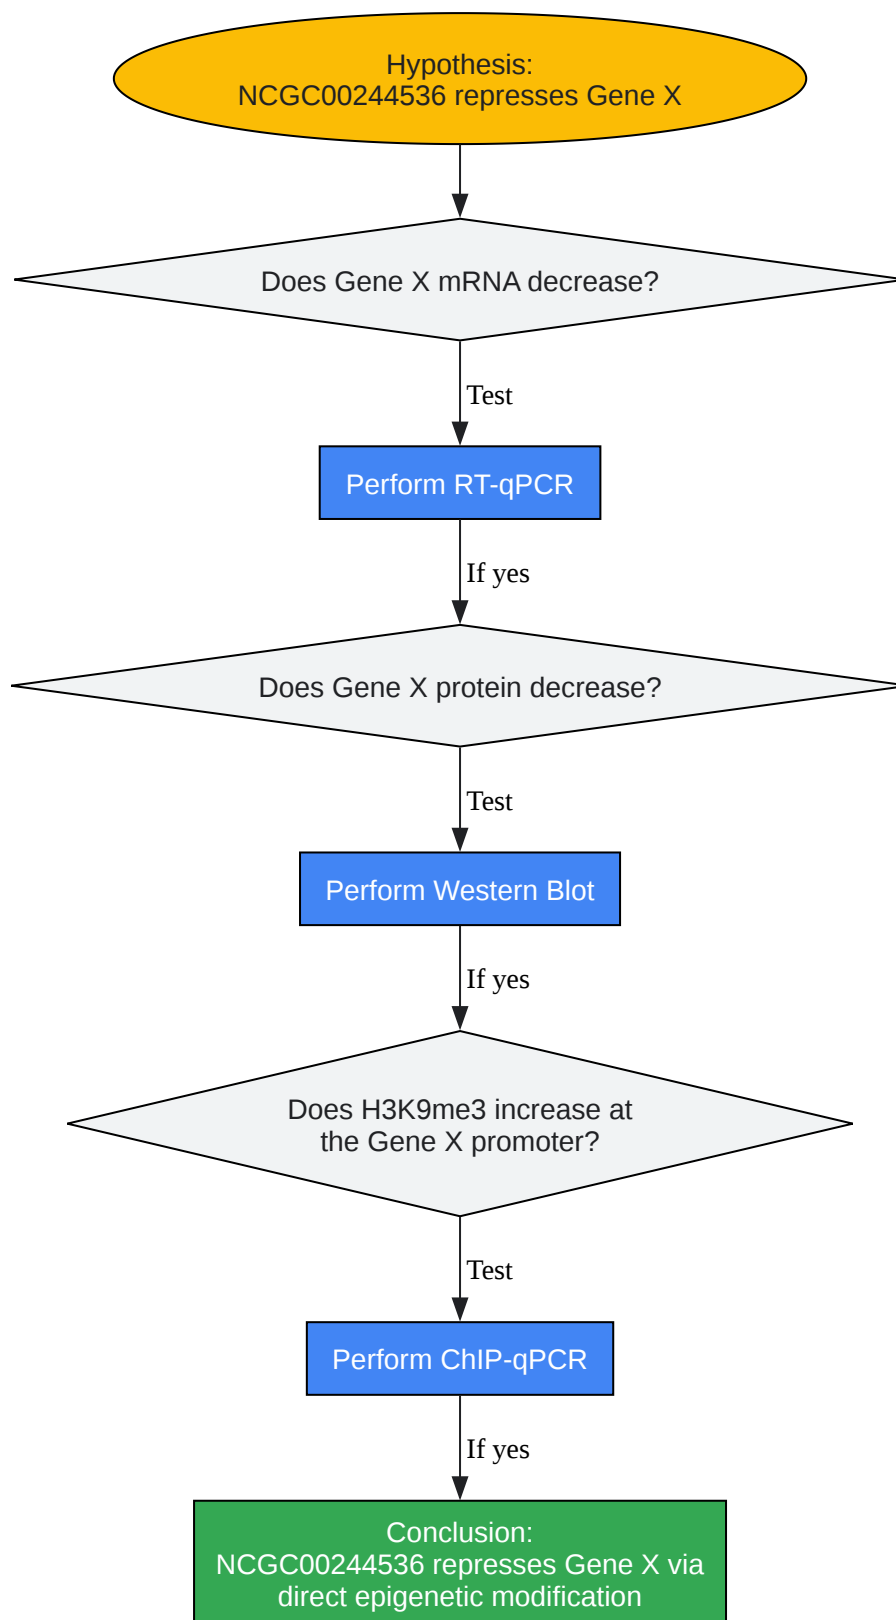 Hypothesis:
NCGC00244536 represses Gene X
Does Gene X mRNA decrease?
Test
Perform RT-qPCR
If yes
Does Gene X protein decrease?
Test
Perform Western Blot
If yes
Does H3K9me3 increase at
the Gene X promoter?
Test
Perform ChIP-qPCR
If yes
Conclusion:
NCGC00244536 represses Gene X via
direct epigenetic modification